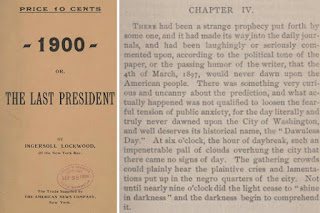 PRICE 10 CENTS
1900
OR,
THE LAST PRESIDENT
BY
INGERSOLL LOCKWOOD,
Of the New York Bar.
The Trade Supplied by
THE AMERICAN NEWS COMPANY,
New York.
CHAPTER IV.
THERE had been a strange prophecy put forth by
some one, and it had made its way into the daily jour-
nals, and had been laughingly or seriously com-
mented upon, according to the political tone of the
paper, or the passing humor of the writer, that the
4th of March, 1897, would never dawn upon the
American people. There was something very curi-
ous and uncanny about the prediction, and what ac-
tually happened was not qualified to loosen the fear-
ful tension of public anxiety, for the day literally and
truly never dawned upon the City of Washington,
and well deserves its historical name, the "Dawnless
Day." At six o'clock, the hour of daybreak, such an
impenetrable pall of clouds overhung the city that
there came no signs of day. The gathering crowds
could plainly hear the plaintive cries and lamenta-
tions put up in the negro quarters of the city. Not
until nearly nine o'clock did the light cease to "shine
in darkness" and the darkness begin to comprehend
it.